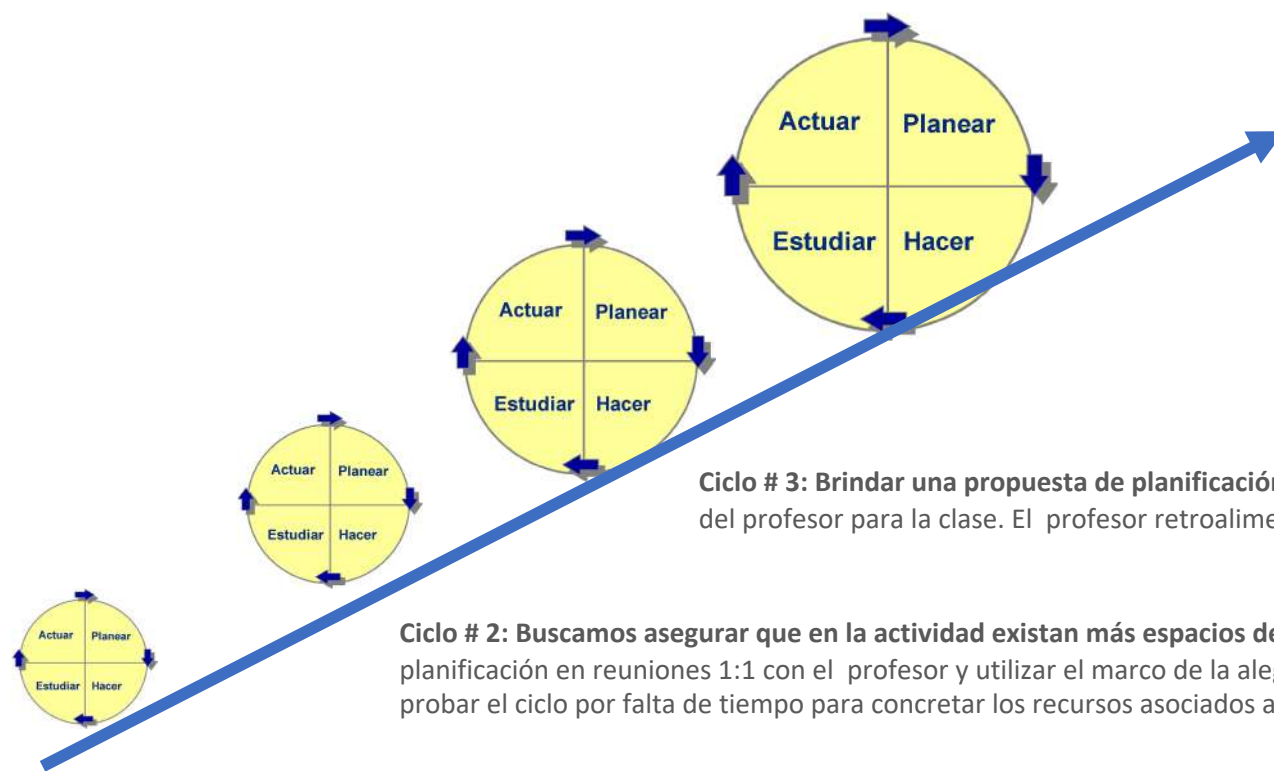 Actuar Planear
Estudiar Hacer
Actuar Planear
Estudiar Hacer
Actuar Planear
Estudiar Hacer
Ciclo # 3: Brindar una propuesta de planificación
del profesor para la clase. El profesor retroalime
Ciclo # 2: Buscamos asegurar que en la actividad existan más espacios de
planificación en reuniones 1:1 con el profesor y utilizar el marco de la aleg
probar el ciclo por falta de tiempo para concretar los recursos asociados a
Actuar Planear
Estudiar Hacer